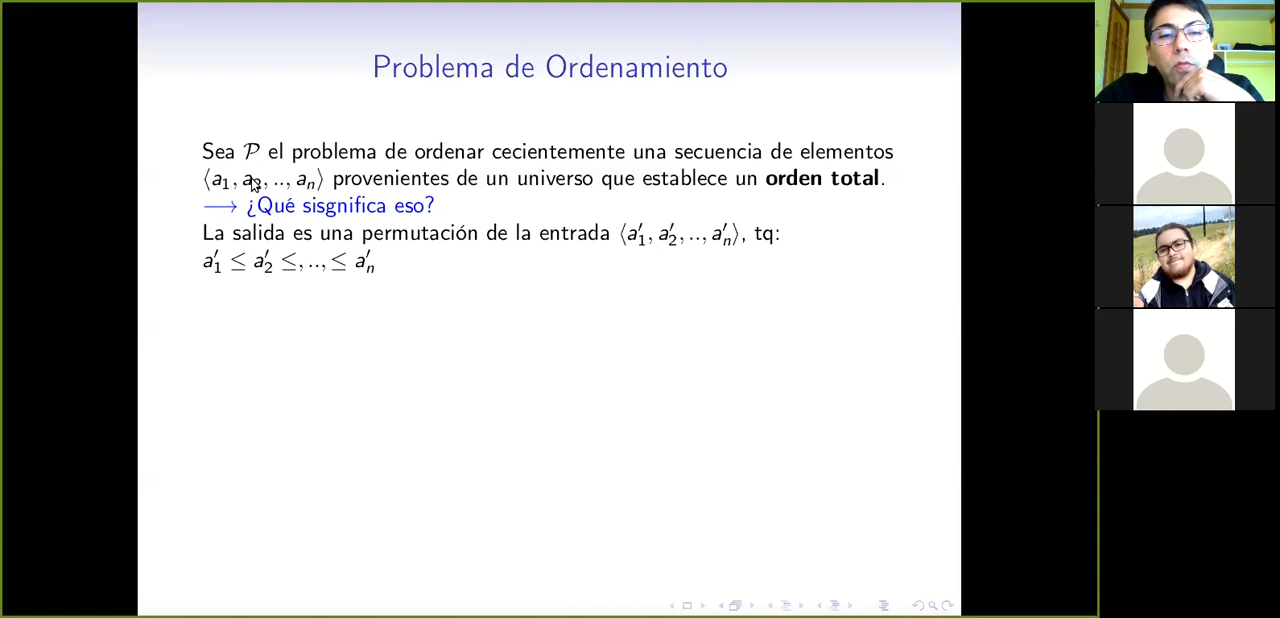 Problema de Ordenamiento
Sea 𝒫 el problema de ordenar cecientemente una secuencia de elementos
⟨a₁, a₂, .., aₙ⟩ provenientes de un universo que establece un orden total.
⟶ ¿Qué sisgnifica eso?
La salida es una permutación de la entrada ⟨a′₁, a′₂, .., a′ₙ⟩, tq:
a′₁ ≤ a′₂ ≤, .., ≤ a′ₙ